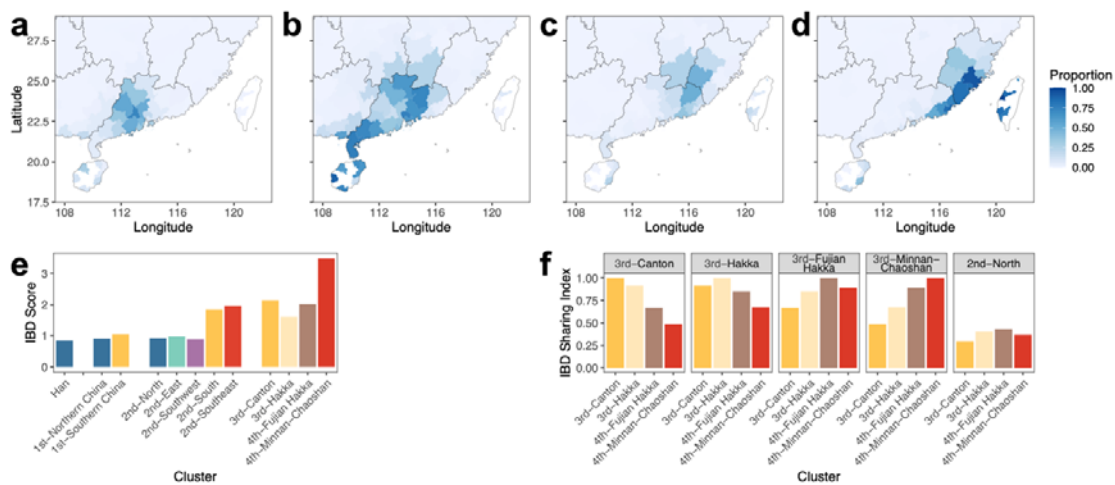 a
b
c
d
27.5
25.0
22.5
20.0
17.5
Latitude
108 112 116 120
Longitude
108 112 116 120
Longitude
108 112 116 120
Longitude
108 112 116 120
Longitude
Proportion
1.00
0.75
0.50
0.25
0.00
e
IBD Score
3
2
1
0
Han
1st-Northern China
1st-Southern China
2nd-North
2nd-East
2nd-Southwest
2nd-South
2nd-Southeast
3rd-Canton
3rd-Hakka
4th-Fujian Hakka
4th-Minnan-Chaoshan
Cluster
f
IBD Sharing Index
1.00
0.75
0.50
0.25
0.00
3rd-Canton
3rd-Hakka
3rd-Fujian
Hakka
3rd-Minnan-
Chaoshan
2nd-North
3rd-Canton
3rd-Hakka
4th-Fujian Hakka
4th-Minnan-Chaoshan
3rd-Canton
3rd-Hakka
4th-Fujian Hakka
4th-Minnan-Chaoshan
3rd-Canton
3rd-Hakka
4th-Fujian Hakka
4th-Minnan-Chaoshan
3rd-Canton
3rd-Hakka
4th-Fujian Hakka
4th-Minnan-Chaoshan
3rd-Canton
3rd-Hakka
4th-Fujian Hakka
4th-Minnan-Chaoshan
Cluster